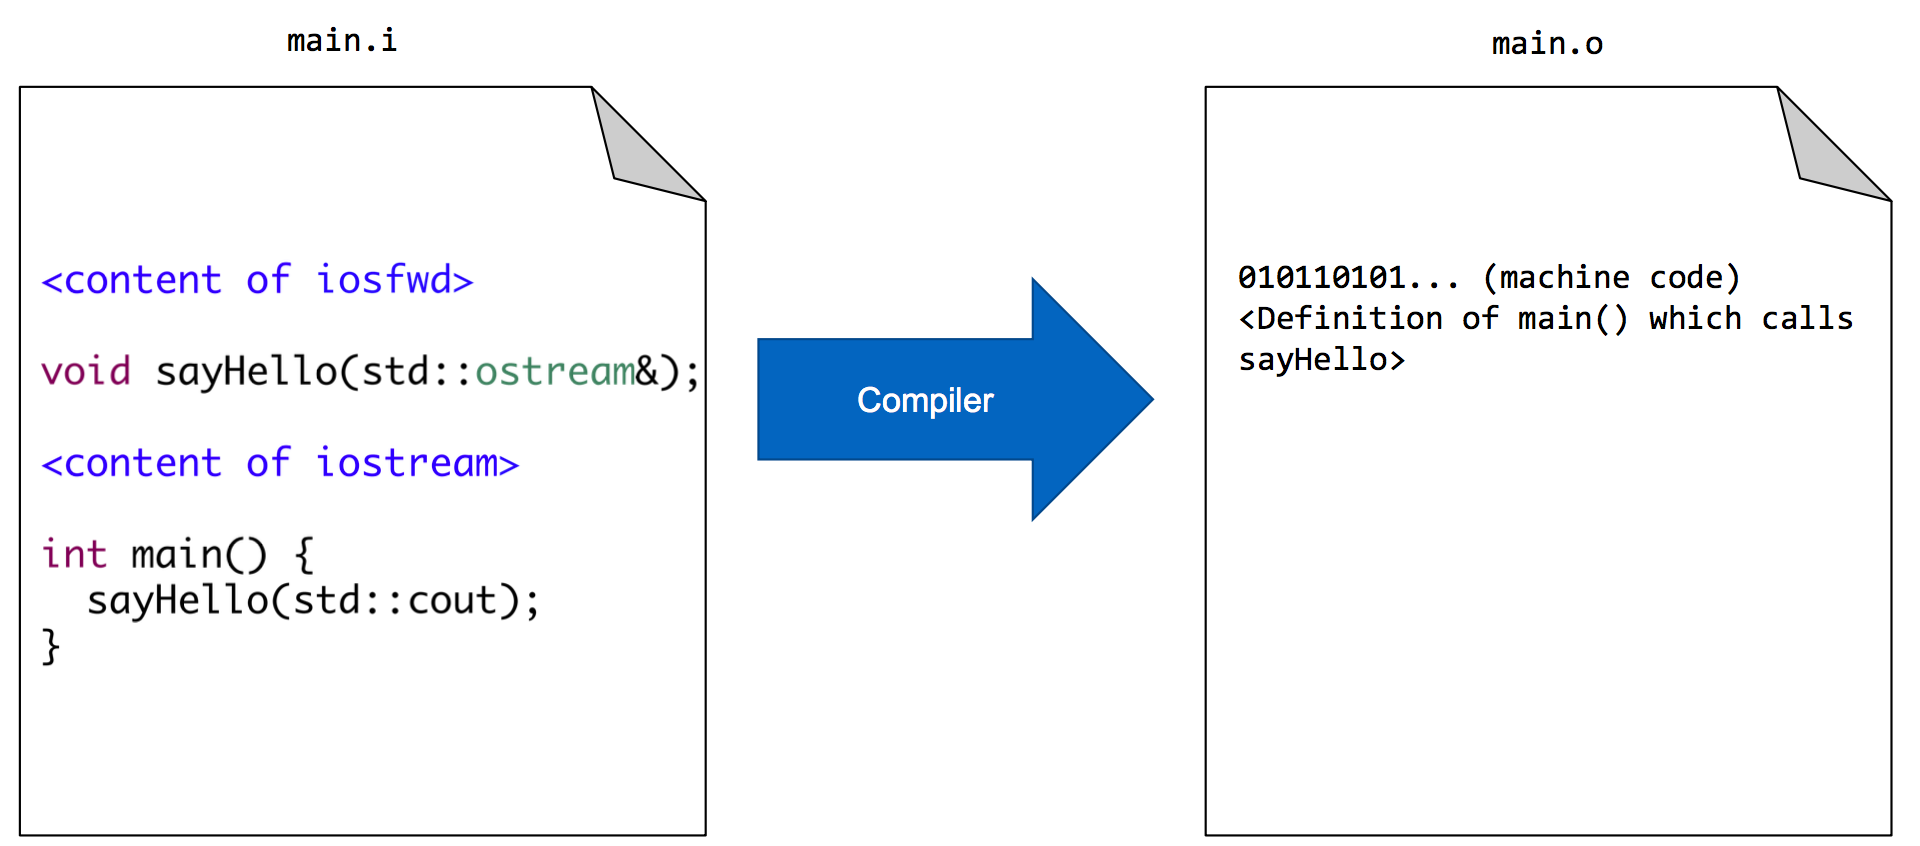 main.i
<content of iosfwd>
void sayHello(std::ostream&);
<content of iostream>
int main() {
  sayHello(std::cout);
}
Compiler
main.o
010110101... (machine code)
<Definition of main() which calls
sayHello>